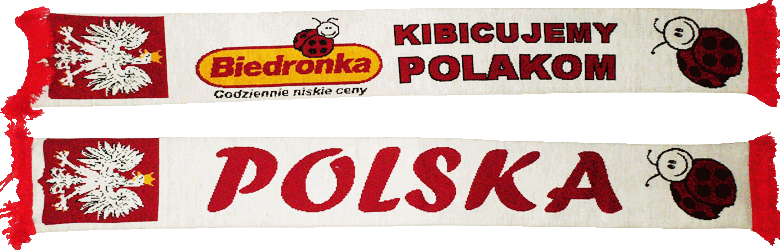 Biedronka
Codziennie niskie ceny
KIBICUJEMY
POLAKOM
POLSKA